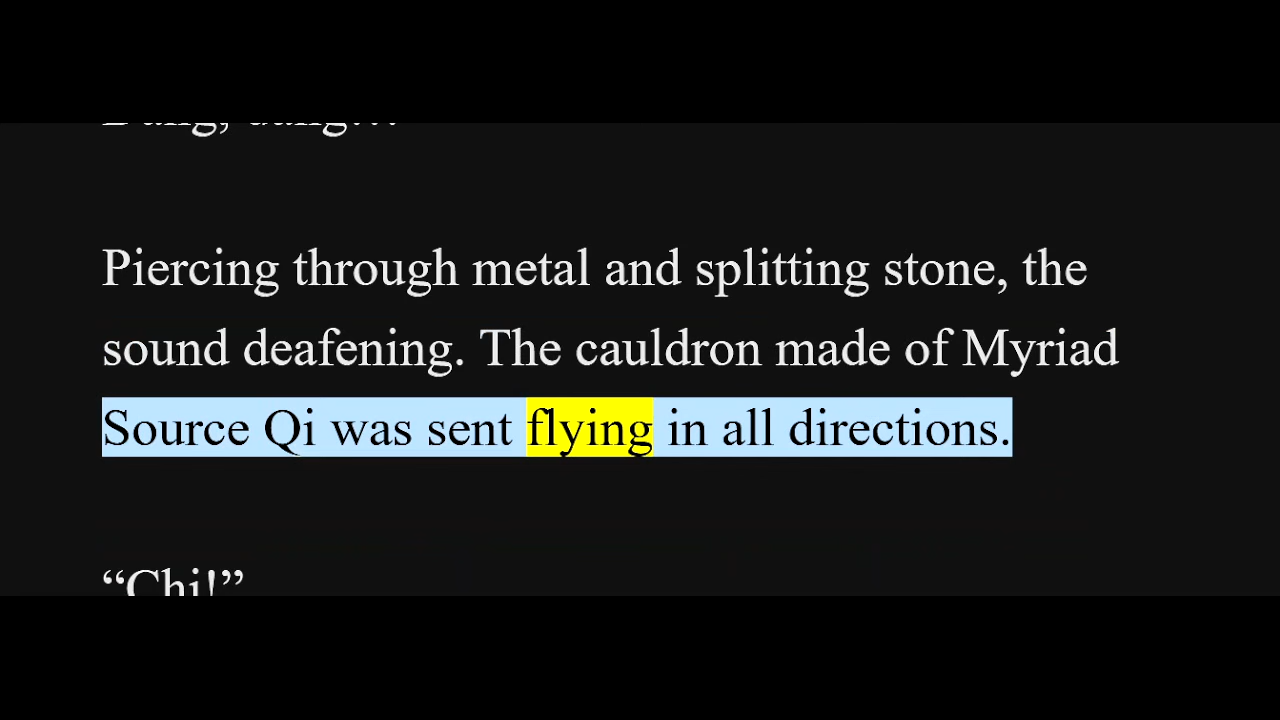 Piercing through metal and splitting stone, the
sound deafening. The cauldron made of Myriad
Source Qi was sent flying in all directions.
“Chi!”